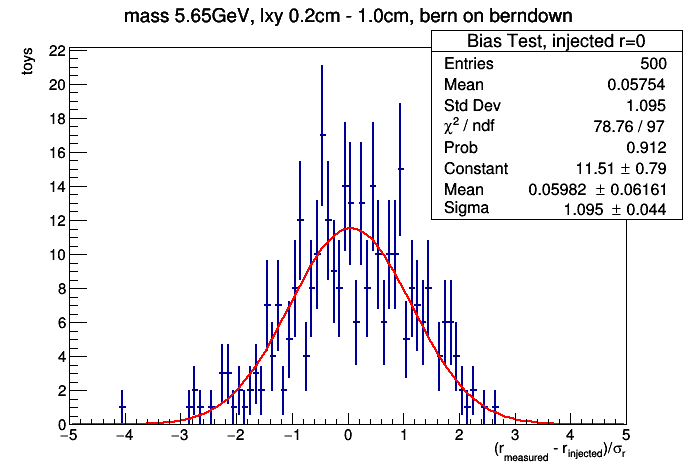 mass 5.65GeV, lxy 0.2cm - 1.0cm, bern on berndown
Bias Test, injected r=0
Entries 500
Mean 0.05754
Std Dev 1.095
χ² / ndf 78.76 / 97
Prob 0.912
Constant 11.51 ± 0.79
Mean 0.05982 ± 0.06161
Sigma 1.095 ± 0.044
toys
22
20
18
16
14
12
10
8
6
4
2
0
−5 −4 −3 −2 −1 0 1 2 3 4 5
(r_measured - r_injected)/σ_r